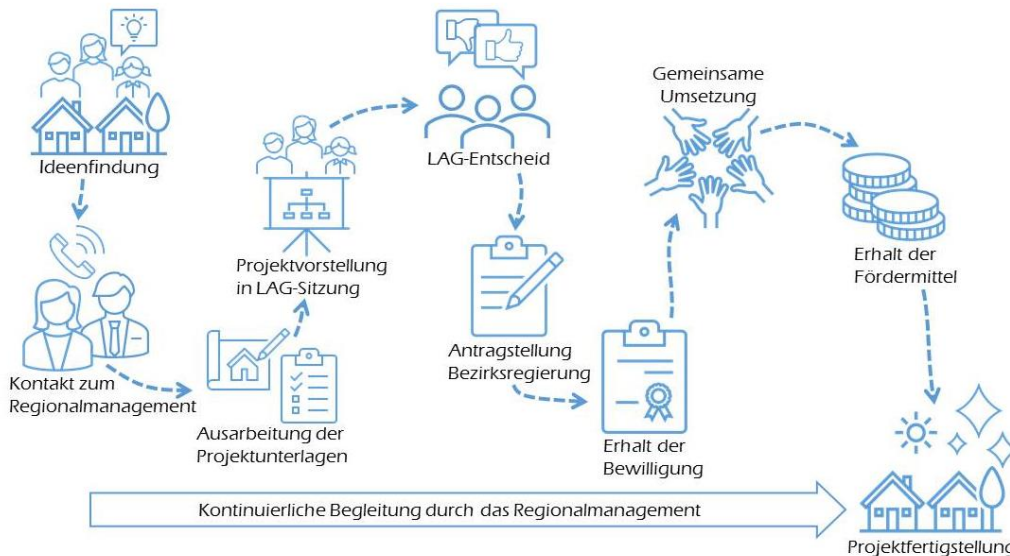 Ideenfindung
Kontakt zum
Regionalmanagement
Ausarbeitung der
Projektunterlagen
Projektvorstellung
in LAG-Sitzung
LAG-Entscheid
Antragstellung
Bezirksregierung
Erhalt der
Bewilligung
Gemeinsame
Umsetzung
Erhalt der
Fördermittel
Projektfertigstellung
Kontinuierliche Begleitung durch das Regionalmanagement